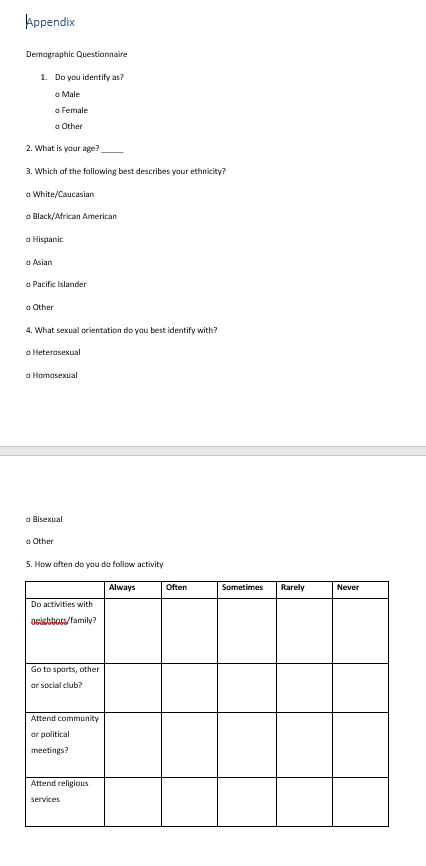 Appendix
Demographic Questionnaire
1. Do you identify as?
o Male
o Female
o Other
2. What is your age? _____
3. Which of the following best describes your ethnicity?
o White/Caucasian
o Black/African American
o Hispanic
o Asian
o Pacific Islander
o Other
4. What sexual orientation do you best identify with?
o Heterosexual
o Homosexual
o Bisexual
o Other
5. How often do you do follow activity
Always Often Sometimes Rarely Never
Do activities with
neighbors/family?
Go to sports, other
or social club?
Attend community
or political
meetings?
Attend religious
services